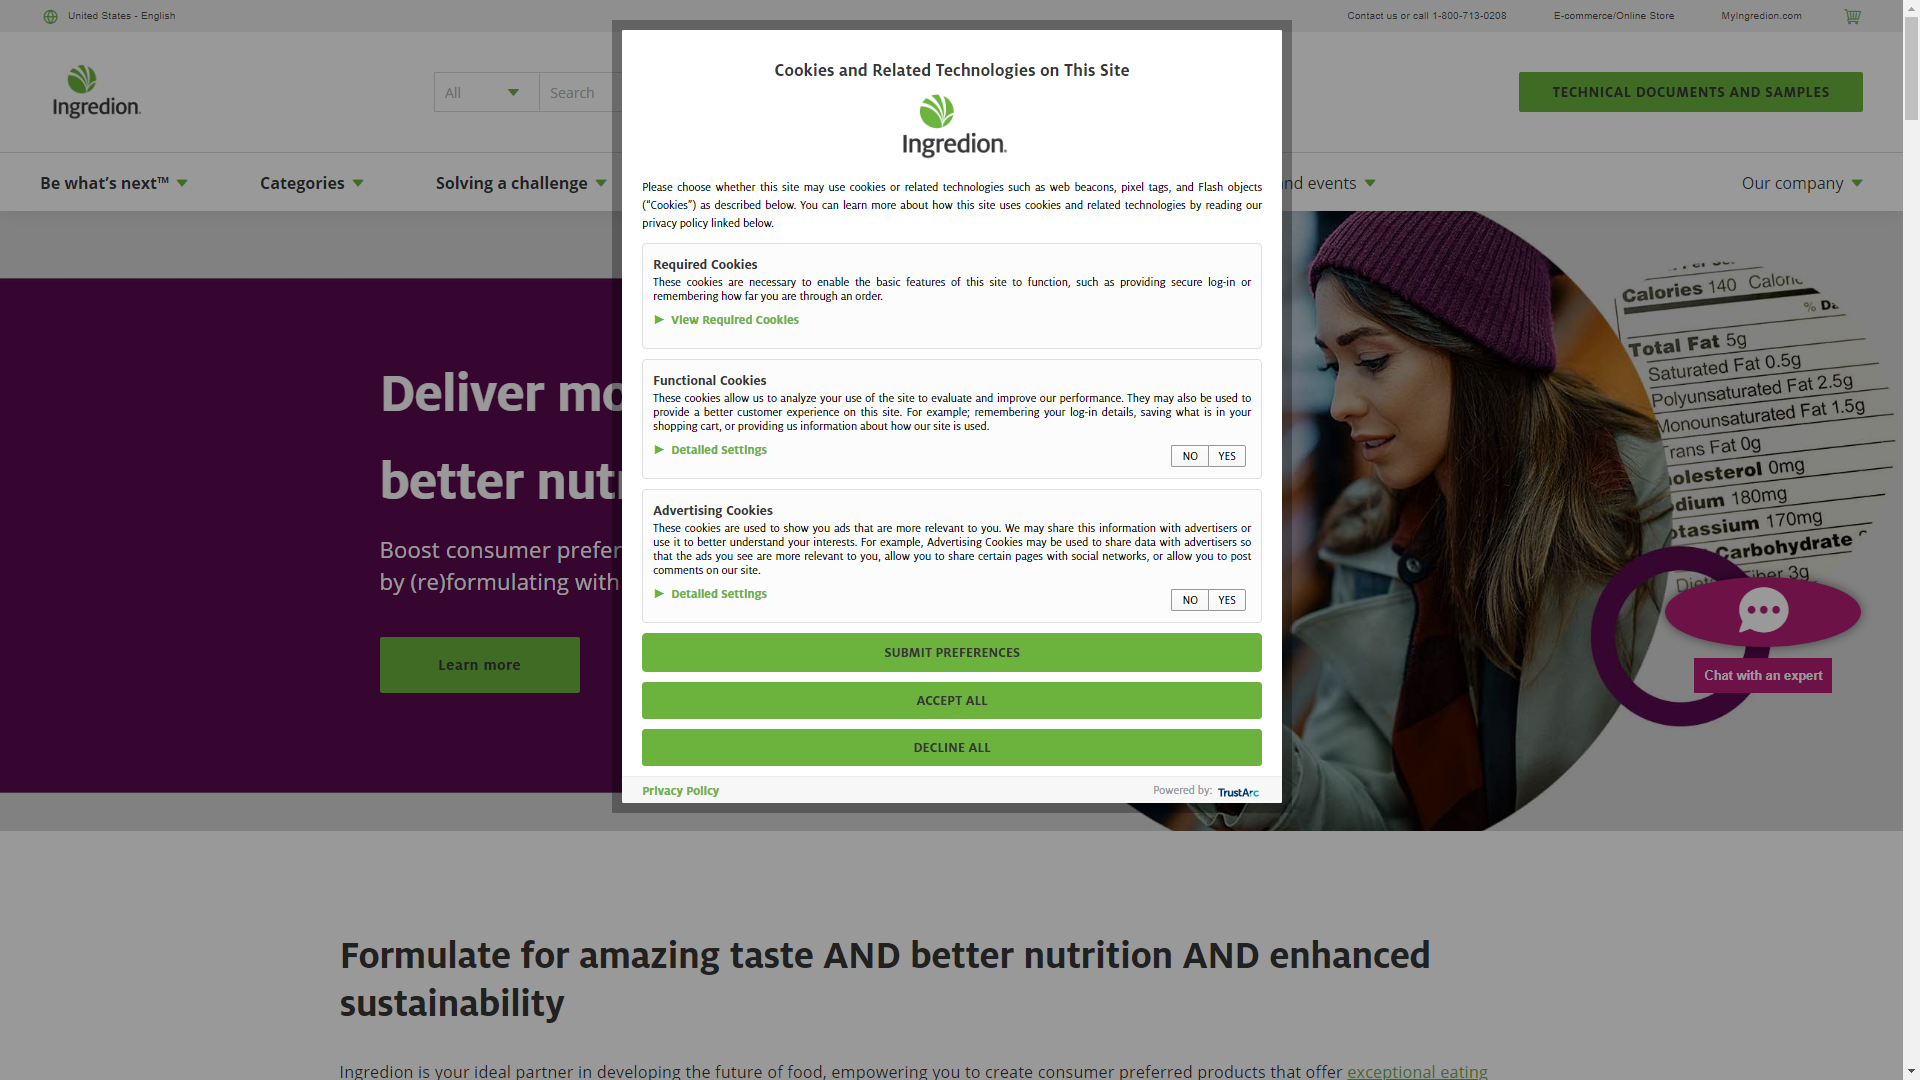 United States - English
Contact us or call 1-800-713-0208
E-commerce/Online Store
MyIngredion.com
Ingredion.
All
Search
TECHNICAL DOCUMENTS AND SAMPLES
Be what's next™
Categories
Solving a challenge
nd events
Our company
Cookies and Related Technologies on This Site
Ingredion.
Please choose whether this site may use cookies or related technologies such as web beacons, pixel tags, and Flash objects
(“Cookies”) as described below. You can learn more about how this site uses cookies and related technologies by reading our
privacy policy linked below.
Required Cookies
These cookies are necessary to enable the basic features of this site to function, such as providing secure log-in or
remembering how far you are through an order.
View Required Cookies
Functional Cookies
These cookies allow us to analyze your use of the site to evaluate and improve our performance. They may also be used to
provide a better customer experience on this site. For example; remembering your log-in details, saving what is in your
shopping cart, or providing us information about how our site is used.
Detailed Settings
NO YES
Advertising Cookies
These cookies are used to show you ads that are more relevant to you. We may share this information with advertisers or
use it to better understand your interests. For example, Advertising Cookies may be used to share data with advertisers so
that the ads you see are more relevant to you, allow you to share certain pages with social networks, or allow you to post
comments on our site.
Detailed Settings
NO YES
SUBMIT PREFERENCES
ACCEPT ALL
DECLINE ALL
Privacy Policy
Powered by: TrustArc
Deliver mo
better nut
Boost consumer prefer
by (re)formulating with
Learn more
Calories 140 Calori
% Da
Total Fat 5g
Saturated Fat 0.5g
Polyunsaturated Fat 2.5g
Monounsaturated Fat 1.5g
Trans Fat 0g
holesterol 0mg
dium 180mg
otassium 170mg
Carbohydrate
Fiber 3g
Chat with an expert
Formulate for amazing taste AND better nutrition AND enhanced
sustainability
Ingredion is your ideal partner in developing the future of food, empowering you to create consumer preferred products that offer exceptional eating